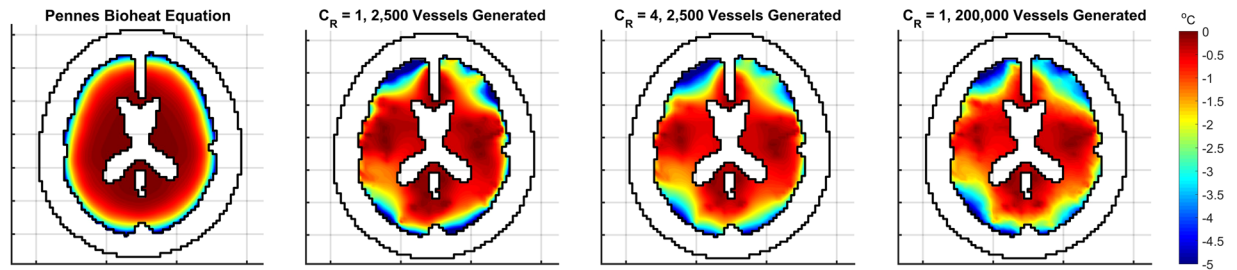 Pennes Bioheat Equation
C_R = 1, 2,500 Vessels Generated
C_R = 4, 2,500 Vessels Generated
C_R = 1, 200,000 Vessels Generated
°C
0
-0.5
-1
-1.5
-2
-2.5
-3
-3.5
-4
-4.5
-5